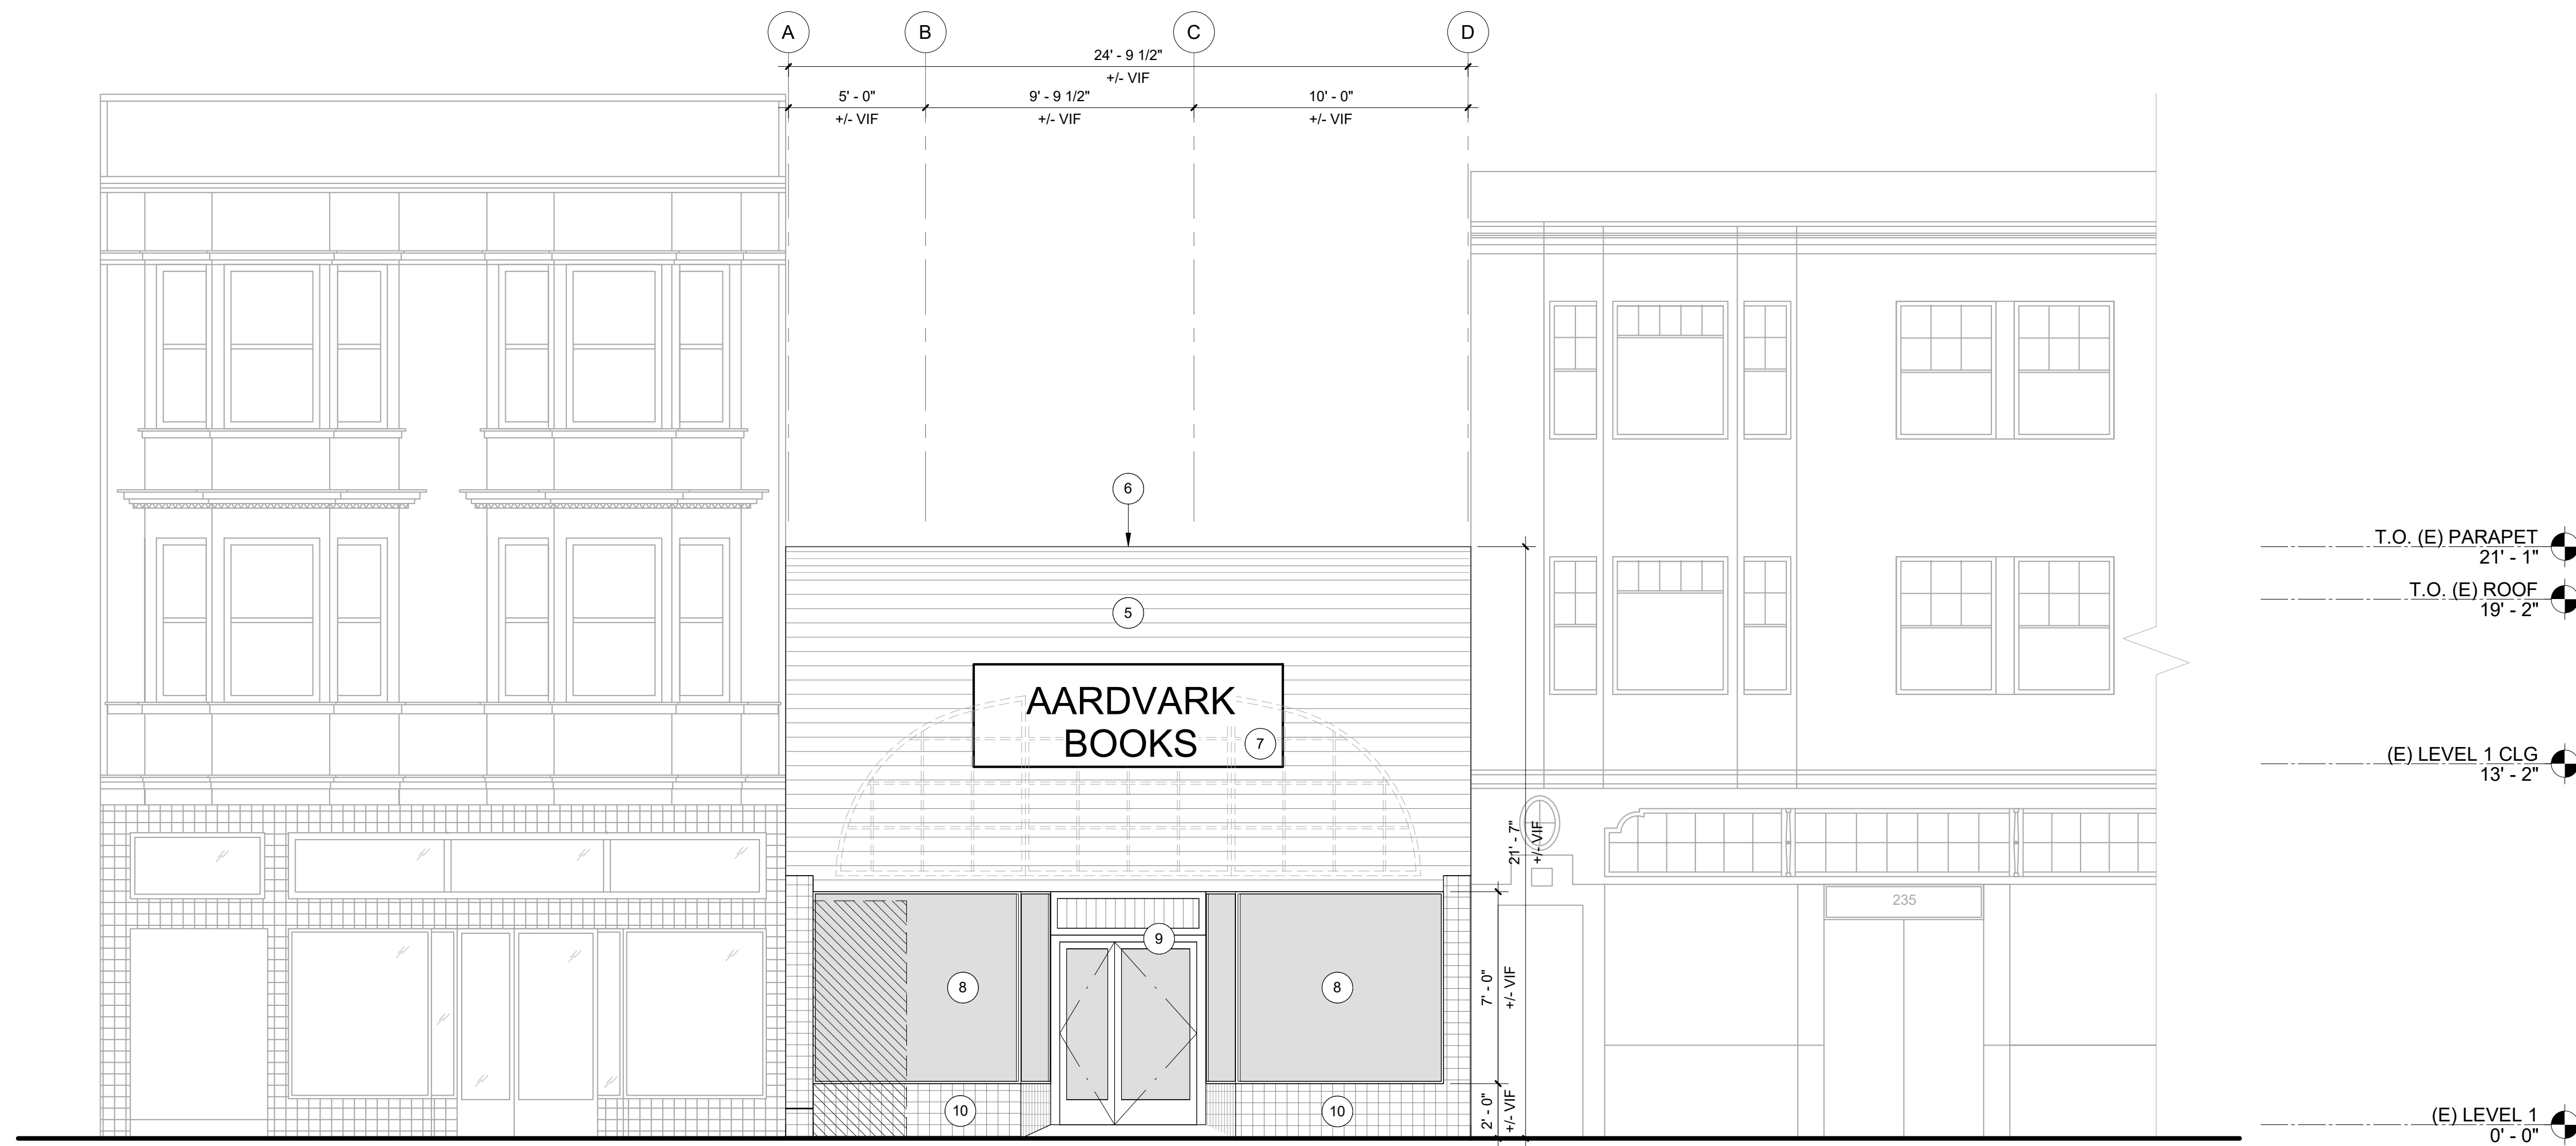 A
B
C
D
24' - 9 1/2"
+/- VIF
5' - 0"
9' - 9 1/2"
10' - 0"
+/- VIF
+/- VIF
+/- VIF
6
T.O. (E) PARAPET
21' - 1"
T.O. (E) ROOF
19' - 2"
5
AARDVARK
BOOKS
7
(E) LEVEL 1 CLG
13' - 2"
21' - 7"
+/- VIF
235
9
8
8
7' - 0"
+/- VIF
10
10
2' - 0"
+/- VIF
(E) LEVEL 1
0' - 0"